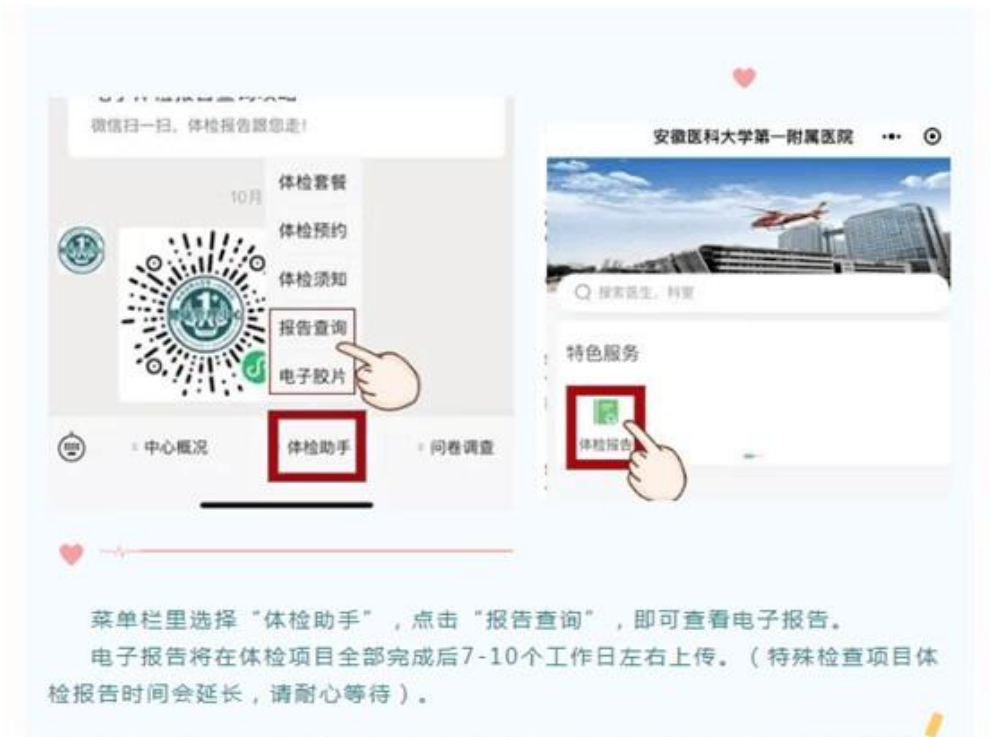 微信扫一扫，体检报告跟您走！
10月
体检套餐
体检预约
体检须知
报告查询
电子胶片
中心概况
体检助手
问卷调查
安徽医科大学第一附属医院
搜索医生、科室
特色服务
体检报告
菜单栏里选择“体检助手”，点击“报告查询”，即可查看电子报告。
电子报告将在体检项目全部完成后7-10个工作日左右上传。（特殊检查项目体
检报告时间会延长，请耐心等待）。